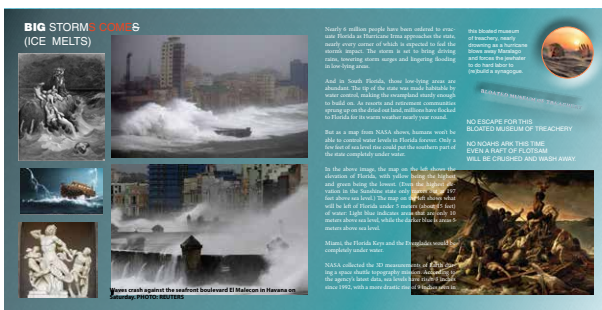 BIG STORMS COMES
(ICE MELTS)
Waves crash against the seafront boulevard El Malecon in Havana on
Saturday. PHOTO: REUTERS
Nearly 6 million people have been ordered to evac-
uate Florida as Hurricane Irma approaches the state,
nearly every corner of which is expected to feel the
storm's impact. The storm is set to bring driving
rains, towering storm surges and lingering flooding
in low-lying areas.
And in South Florida, those low-lying areas are
abundant. The tip of the state was made habitable by
water control, making the swampland sturdy enough
to build on. As resorts and retirement communities
sprung up on the dried out land, millions have flocked
to Florida for its warm weather nearly year round.
But as a map from NASA shows, humans won't be
able to control water levels in Florida forever. Only a
few feet of sea level rise could put the southern part of
the state completely under water.
In the above image, the map on the left shows the
elevation of Florida, with yellow being the highest
and green being the lowest. (Even the highest ele-
vation in the Sunshine State only at 197
feet above sea level.) The map on the left shows what
will be left of Florida under 5 meters (about 15 feet)
of water: Light blue indicates areas that are only 10
meters above sea level, while the darker blue is areas 5
meters above sea level.
Miami, the Florida Keys and the Everglades would be
completely under water.
NASA collected the 3D measurements of Earth dur-
ing a space shuttle topography mission. According to
the agency's latest data, sea levels have risen 3 inches
since 1992, with a more drastic rise of 9 inches seen in
this bloated museum
of treachery, nearly
drowning as a hurricane
blows away Maralago
and forces the jewhater
to do hard labor to
(re)build a synagogue.
BLOATED MUSEUM OF TREACHERY
NO ESCAPE FOR THIS
BLOATED MUSEUM OF TREACHERY
NO NOAHS ARK THIS TIME
EVEN A RAFT OF FLOTSAM
WILL BE CRUSHED AND WASH AWAY.